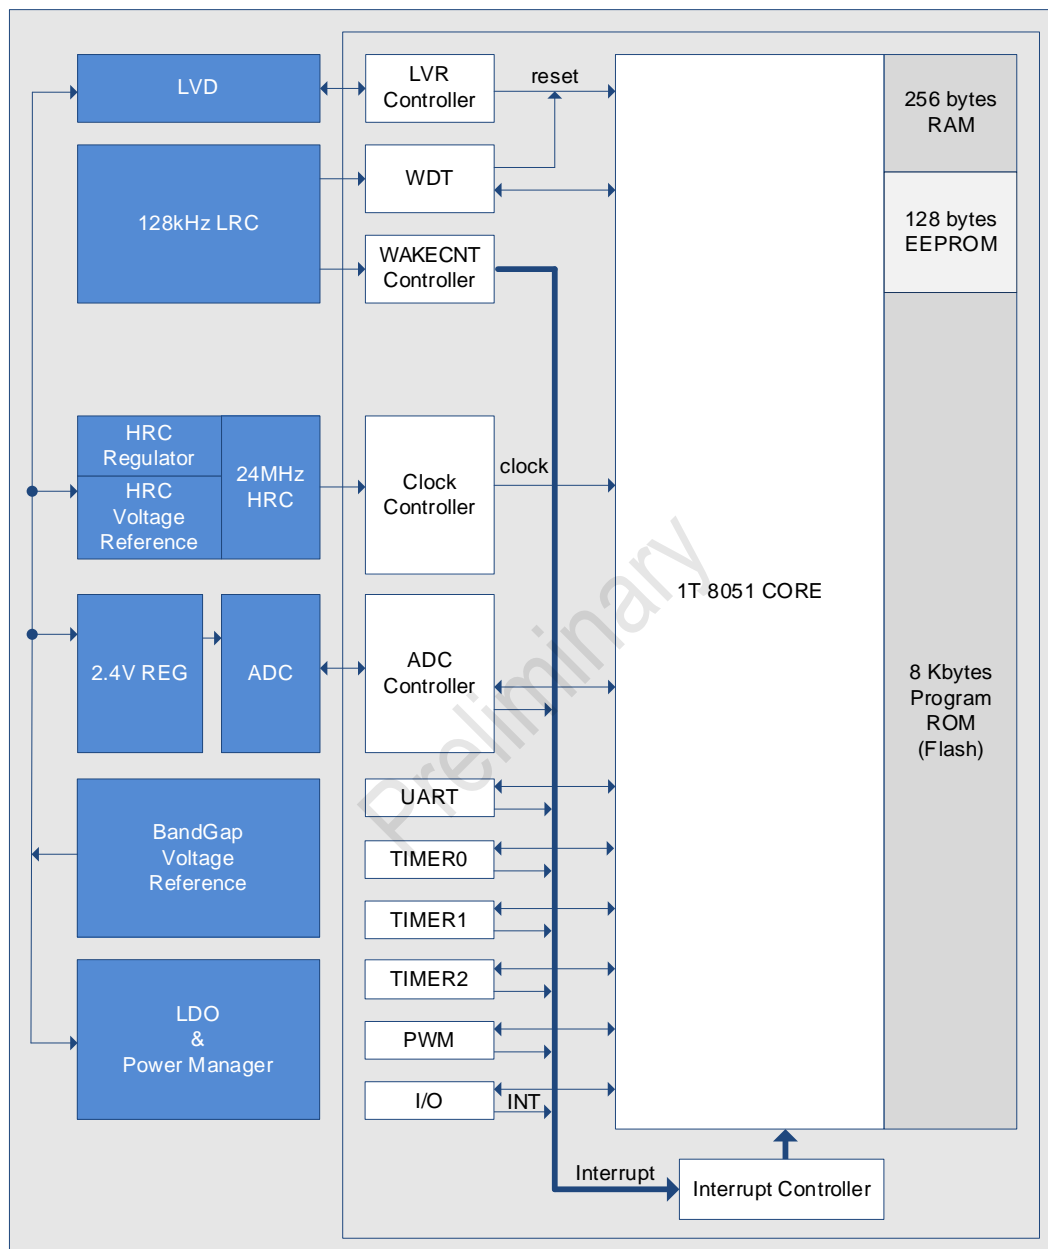 LVD
LVR
Controller
reset
256 bytes
RAM
128kHz LRC
WDT
128 bytes
EEPROM
WAKECNT
Controller
HRC
Regulator
HRC
Voltage
Reference
24MHz
HRC
Clock
Controller
clock
1T 8051 CORE
2.4V REG
ADC
ADC
Controller
8 Kbytes
Program
ROM
(Flash)
Preliminary
UART
BandGap
Voltage
Reference
TIMER0
TIMER1
TIMER2
LDO
&
Power Manager
PWM
I/O
INT
Interrupt
Interrupt Controller